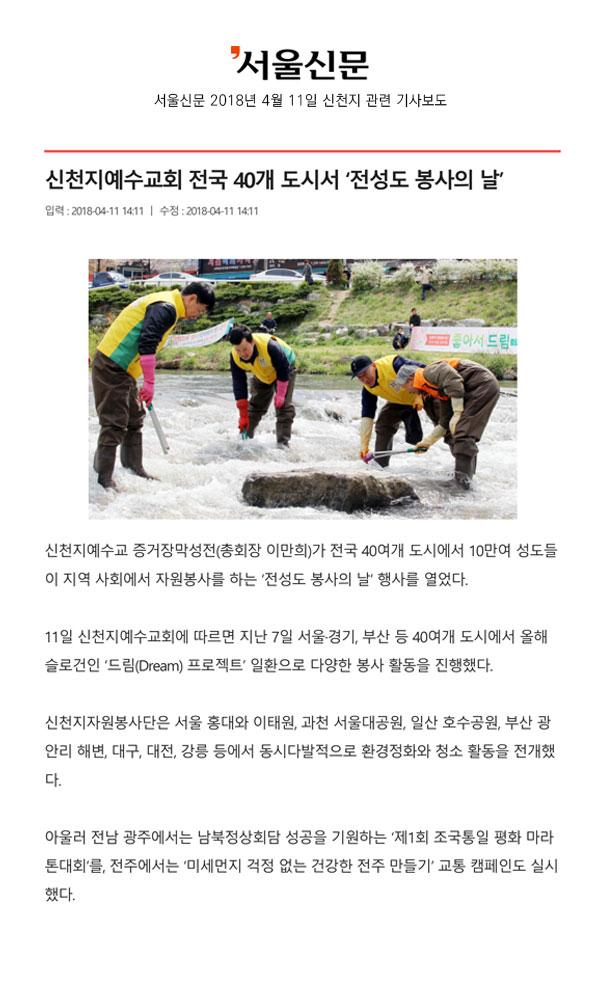 서울신문
서울신문 2018년 4월 11일 신천지 관련 기사보도
신천지예수교회 전국 40개 도시서 ‘전성도 봉사의 날’
입력 : 2018-04-11 14:11 ㅣ 수정 : 2018-04-11 14:11
좋아서 드림
신천지예수교 증거장막성전(총회장 이만희)가 전국 40여개 도시에서 10만여 성도들
이 지역 사회에서 자원봉사를 하는 ‘전성도 봉사의 날’ 행사를 열었다.
11일 신천지예수교회에 따르면 지난 7일 서울·경기, 부산 등 40여개 도시에서 올해
슬로건인 ‘드림(Dream) 프로젝트’ 일환으로 다양한 봉사 활동을 진행했다.
신천지자원봉사단은 서울 홍대와 이태원, 과천 서울대공원, 일산 호수공원, 부산 광
안리 해변, 대구, 대전, 강릉 등에서 동시다발적으로 환경정화와 청소 활동을 전개했
다.
아울러 전남 광주에서는 남북정상회담 성공을 기원하는 ‘제1회 조국통일 평화 마라
톤대회’를, 전주에서는 ‘미세먼지 걱정 없는 건강한 전주 만들기’ 교통 캠페인도 실시
했다.